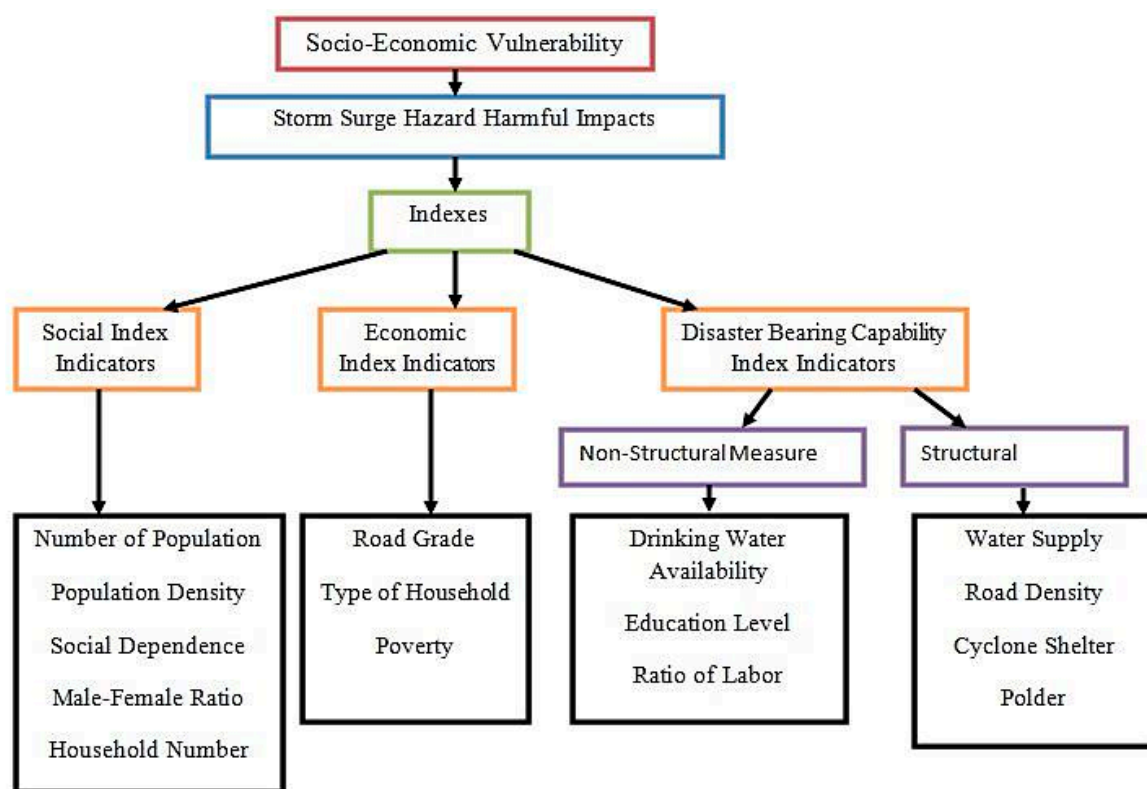 Socio-Economic Vulnerability
Storm Surge Hazard Harmful Impacts
Indexes
Social Index
Indicators
Economic
Index Indicators
Disaster Bearing Capability
Index Indicators
Non-Structural Measure
Structural
Number of Population
Population Density
Social Dependence
Male-Female Ratio
Household Number
Road Grade
Type of Household
Poverty
Drinking Water
Availability
Education Level
Ratio of Labor
Water Supply
Road Density
Cyclone Shelter
Polder